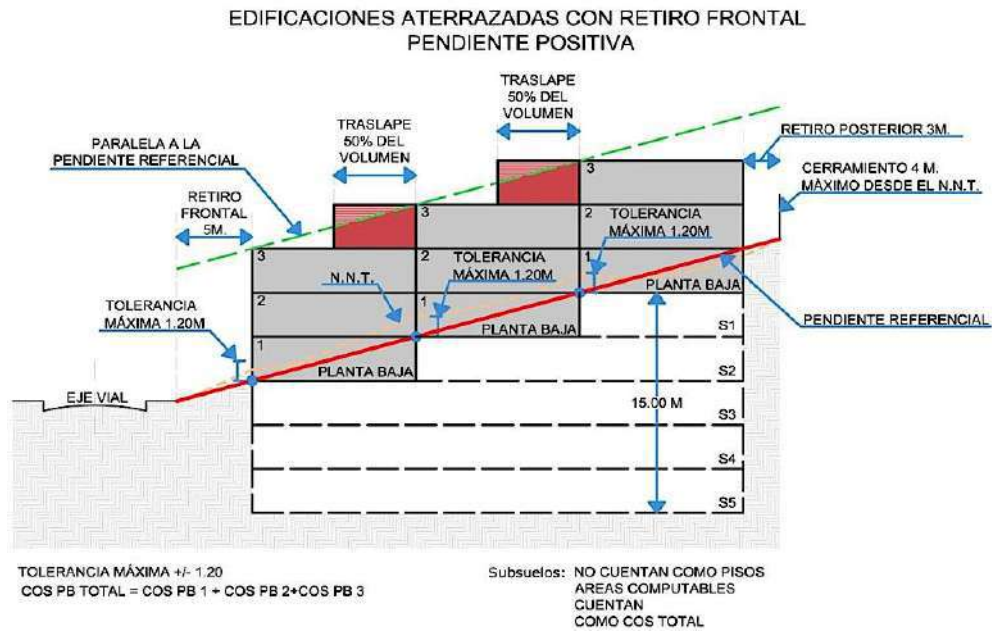 EDIFICACIONES ATERRAZADAS CON RETIRO FRONTAL
PENDIENTE POSITIVA
TRASLAPE
50% DEL
VOLUMEN
TRASLAPE
50% DEL
VOLUMEN
PARALELA A LA
PENDIENTE REFERENCIAL
RETIRO POSTERIOR 3M.
CERRAMIENTO 4 M.
MÁXIMO DESDE EL N.N.T.
RETIRO
FRONTAL
5M.
3
3
2
TOLERANCIA
MÁXIMA 1.20M
3
N.N.T.
2
TOLERANCIA
MÁXIMA 1.20M
1
PLANTA BAJA
TOLERANCIA
MÁXIMA 1.20M
2
1
PLANTA BAJA
S1
PENDIENTE REFERENCIAL
1
PLANTA BAJA
S2
EJE VIAL
15.00 M
S3
S4
S5
TOLERANCIA MÁXIMA +/- 1.20
COS PB TOTAL = COS PB 1 + COS PB 2+COS PB 3
Subsuelos: NO CUENTAN COMO PISOS
AREAS COMPUTABLES
CUENTAN
COMO COS TOTAL